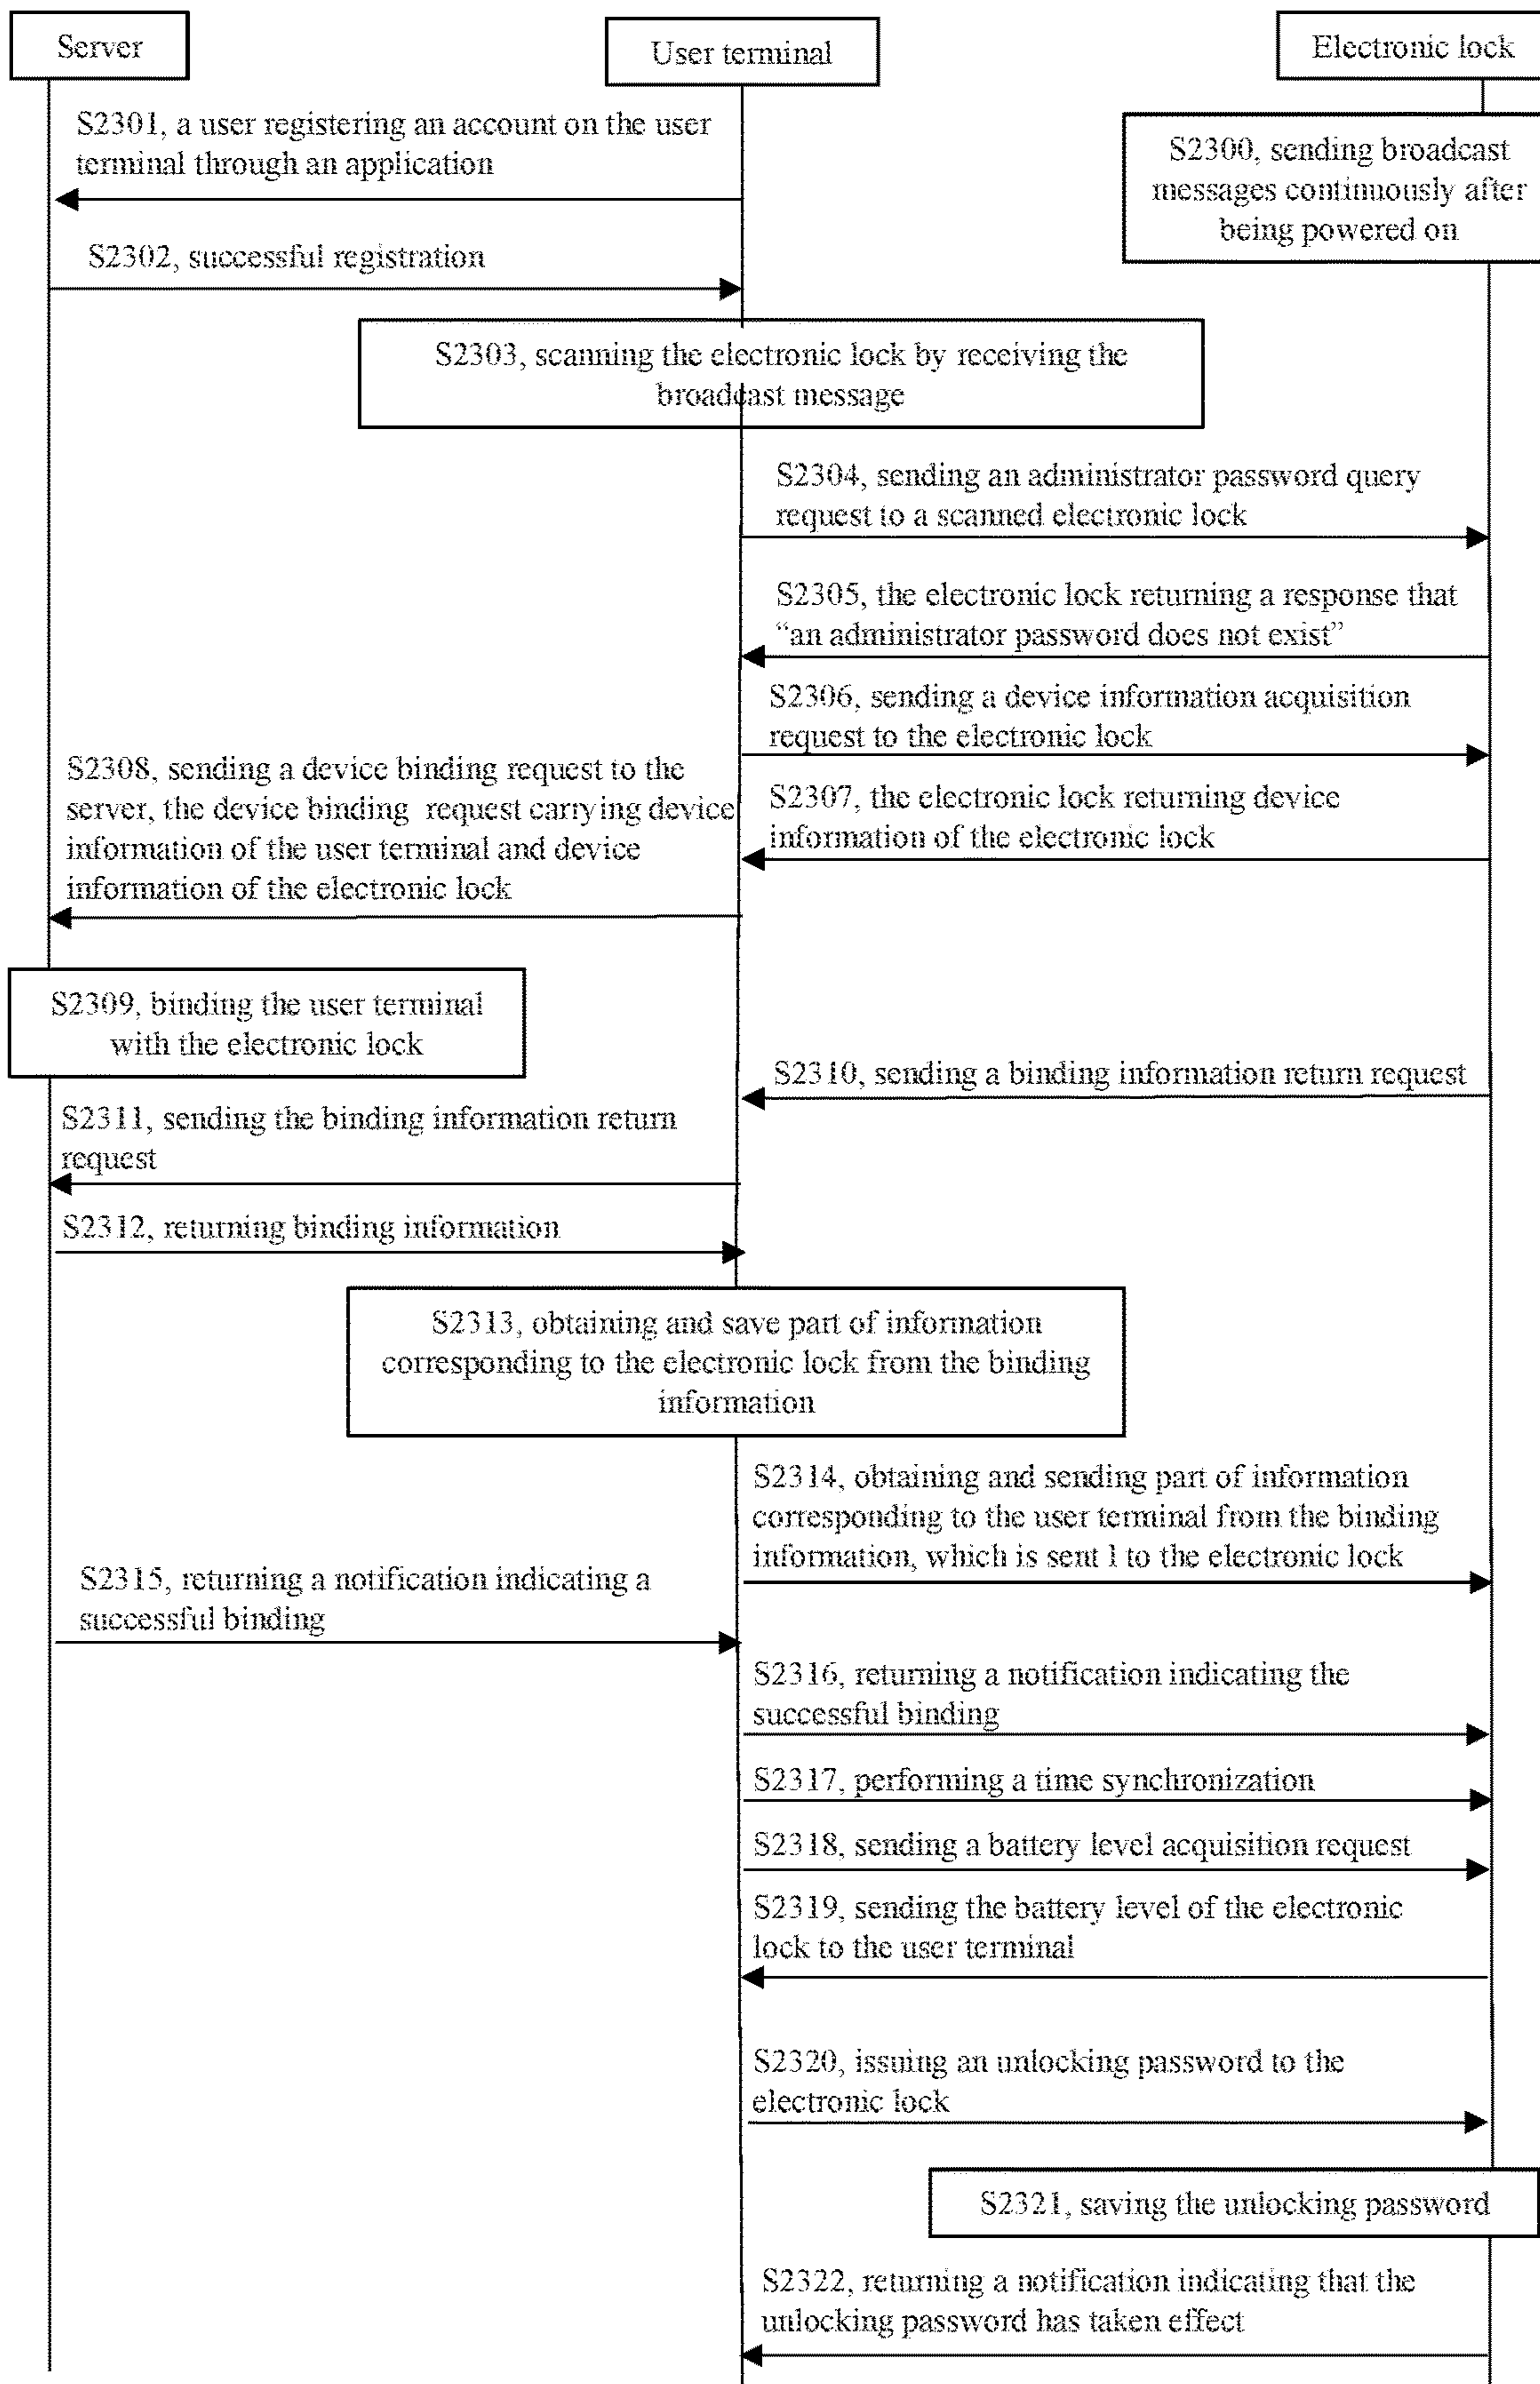 Server
User terminal
Electronic lock
S2301, a user registering an account on the user
terminal through an application
S2300, sending broadcast
messages continuously after
being powered on
S2302, successful registration
S2303, scanning the electronic lock by receiving the
broadcast message
S2304, sending an administrator password query
request to a scanned electronic lock
S2305, the electronic lock returning a response that
“an administrator password does not exist”
S2306, sending a device information acquisition
request to the electronic lock
S2308, sending a device binding request to the
server, the device binding request carrying device
information of the user terminal and device
information of the electronic lock
S2307, the electronic lock returning device
information of the electronic lock
S2309, binding the user terminal
with the electronic lock
S2310, sending a binding information return request
S2311, sending the binding information return
request
S2312, returning binding information
S2313, obtaining and save part of information
corresponding to the electronic lock from the binding
information
S2314, obtaining and sending part of information
corresponding to the user terminal from the binding
information, which is sent l to the electronic lock
S2315, returning a notification indicating a
successful binding
S2316, returning a notification indicating the
successful binding
S2317, performing a time synchronization
S2318, sending a battery level acquisition request
S2319, sending the battery level of the electronic
lock to the user terminal
S2320, issuing an unlocking password to the
electronic lock
S2321, saving the unlocking password
S2322, returning a notification indicating that the
unlocking password has taken effect